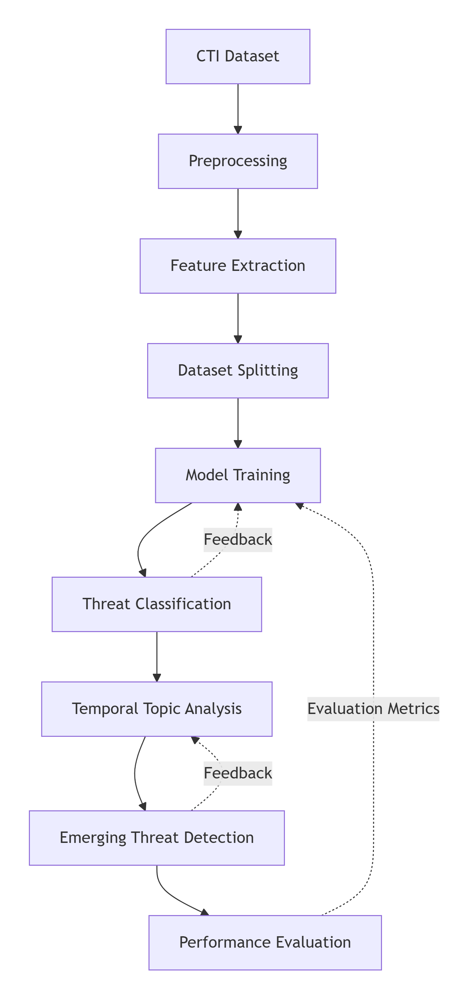 CTI Dataset
Preprocessing
Feature Extraction
Dataset Splitting
Model Training
Feedback
Threat Classification
Temporal Topic Analysis
Evaluation Metrics
Feedback
Emerging Threat Detection
Performance Evaluation